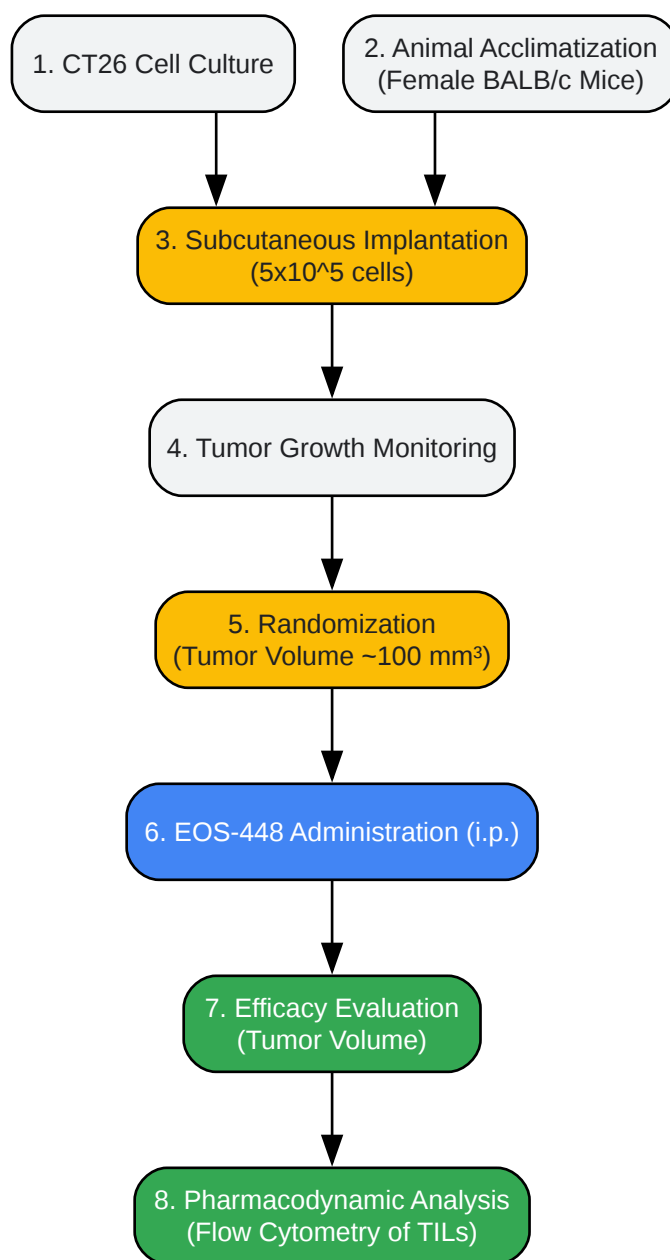 1. CT26 Cell Culture
2. Animal Acclimatization
(Female BALB/c Mice)
3. Subcutaneous Implantation
(5x10^5 cells)
4. Tumor Growth Monitoring
5. Randomization
(Tumor Volume ~100 mm³)
6. EOS-448 Administration (i.p.)
7. Efficacy Evaluation
(Tumor Volume)
8. Pharmacodynamic Analysis
(Flow Cytometry of TILs)